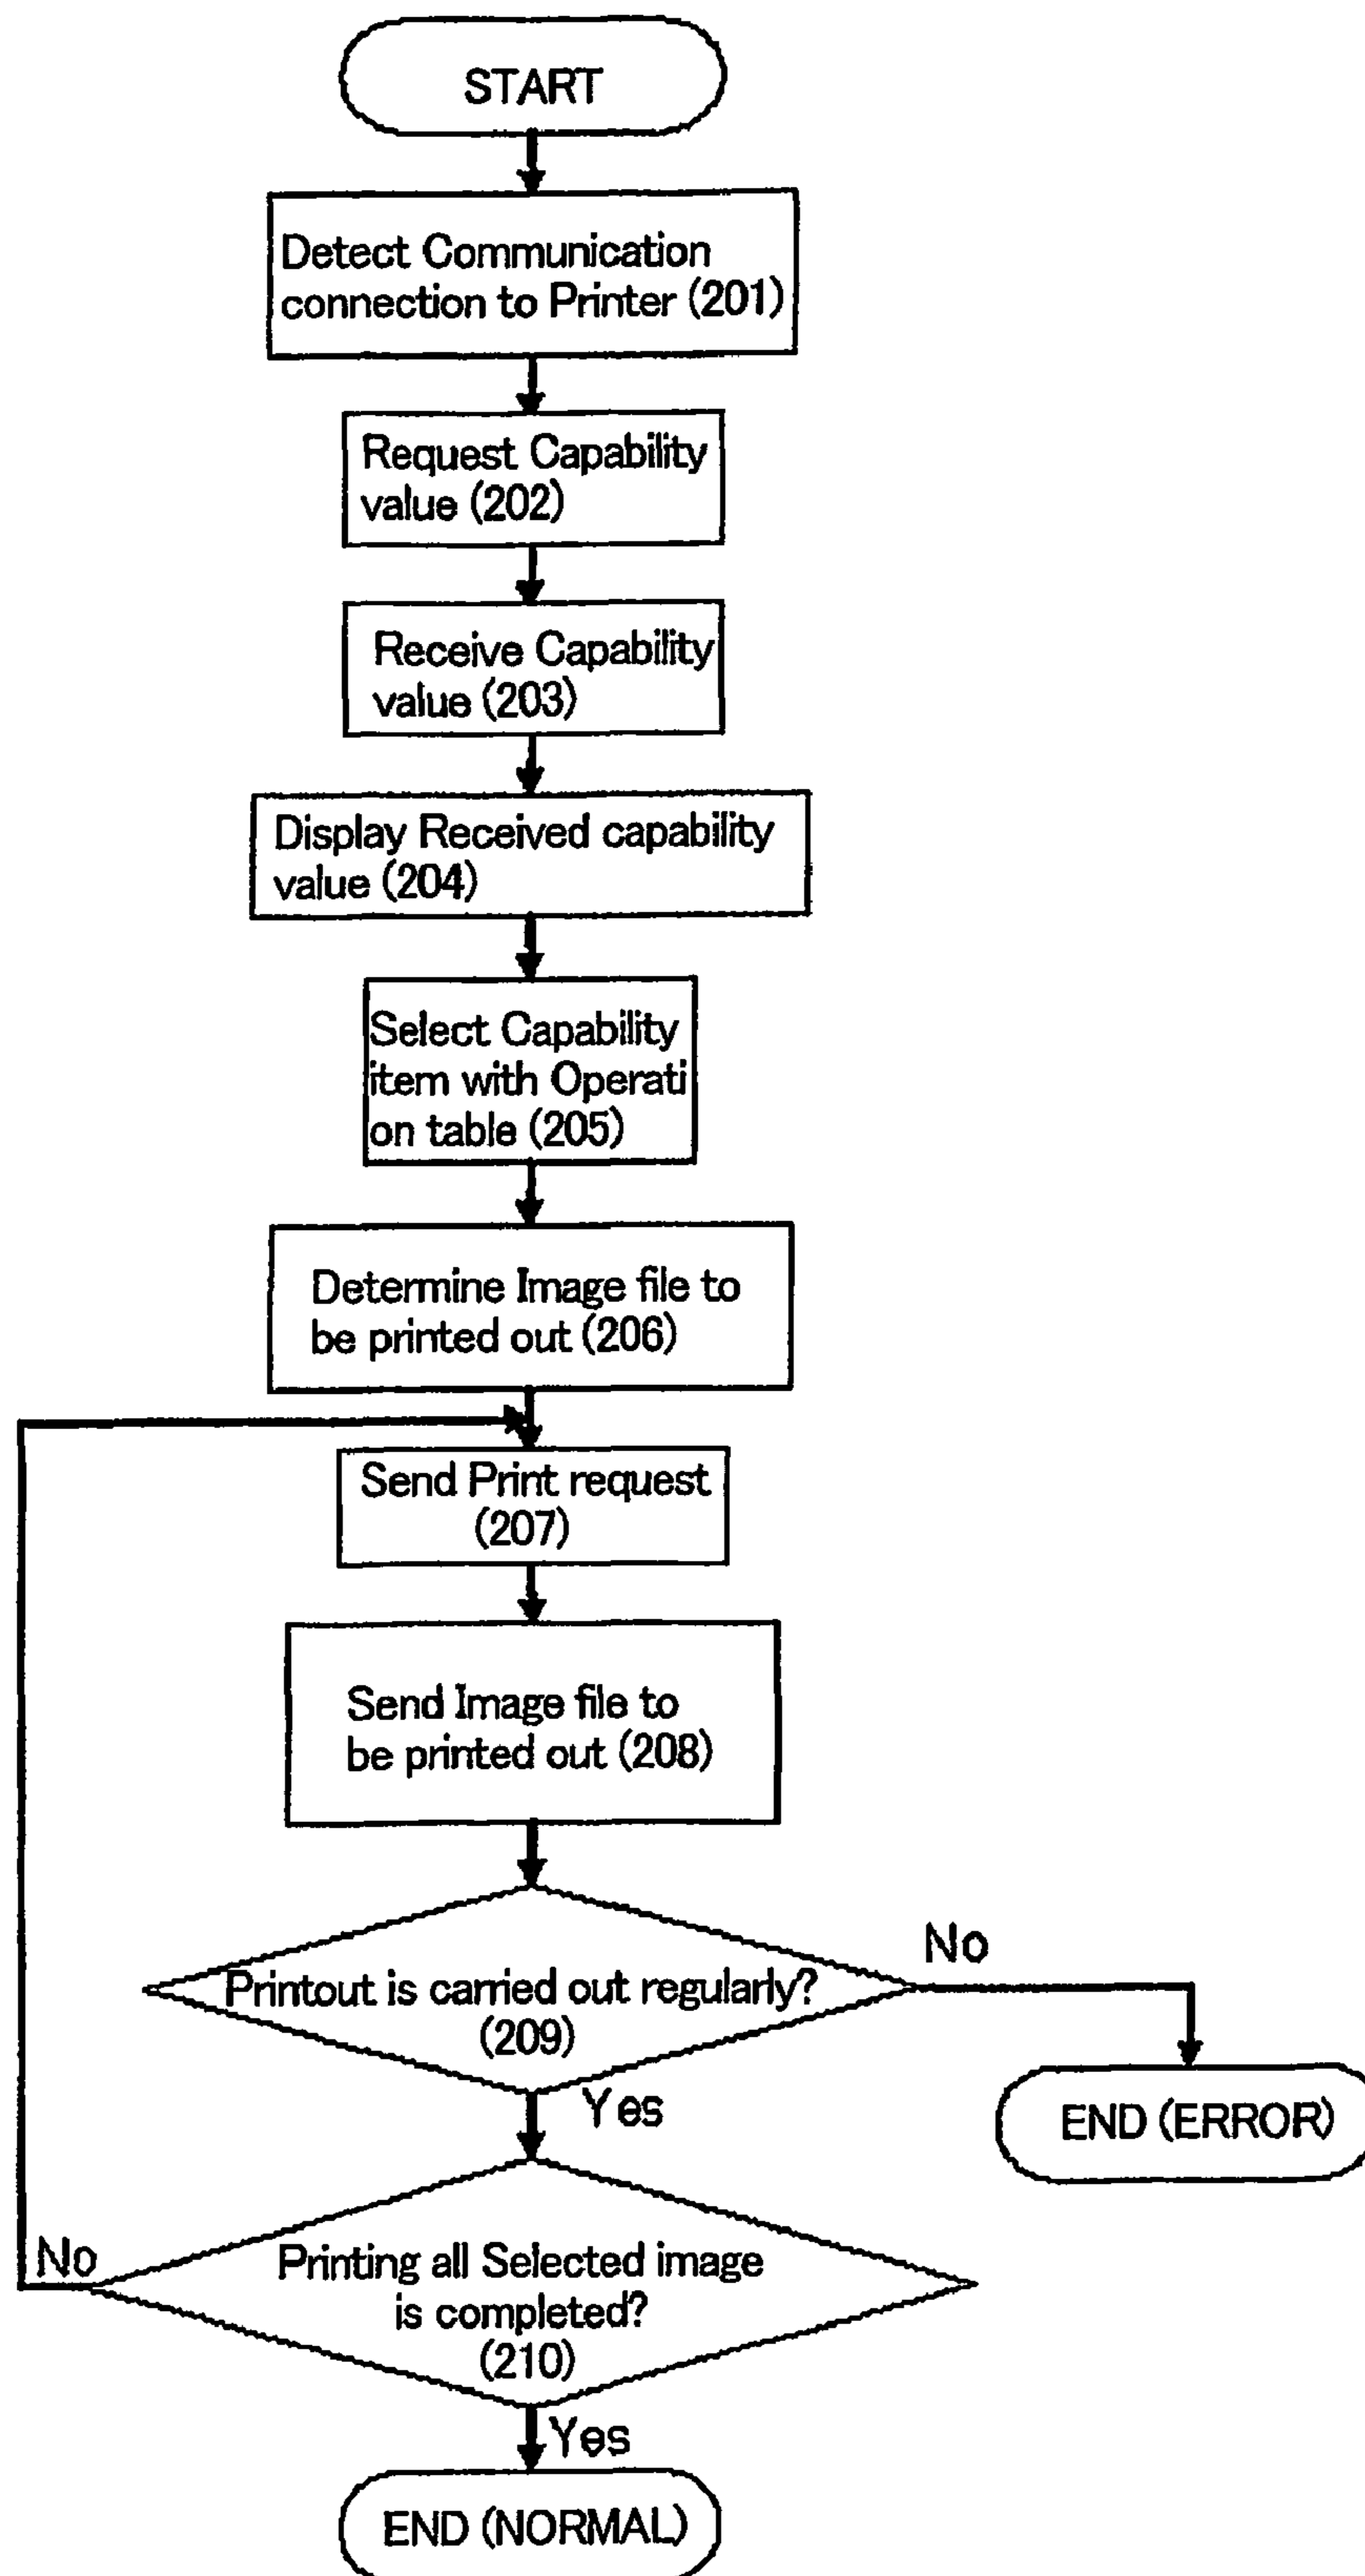 START
Detect Communication
connection to Printer (201)
Request Capability
value (202)
Receive Capability
value (203)
Display Received capability
value (204)
Select Capability
item with Operati
on table (205)
Determine Image file to
be printed out (206)
Send Print request
(207)
Send Image file to
be printed out (208)
Printout is carried out regularly?
(209)
No
Yes
END (ERROR)
Printing all Selected image
is completed?
(210)
No
Yes
END (NORMAL)